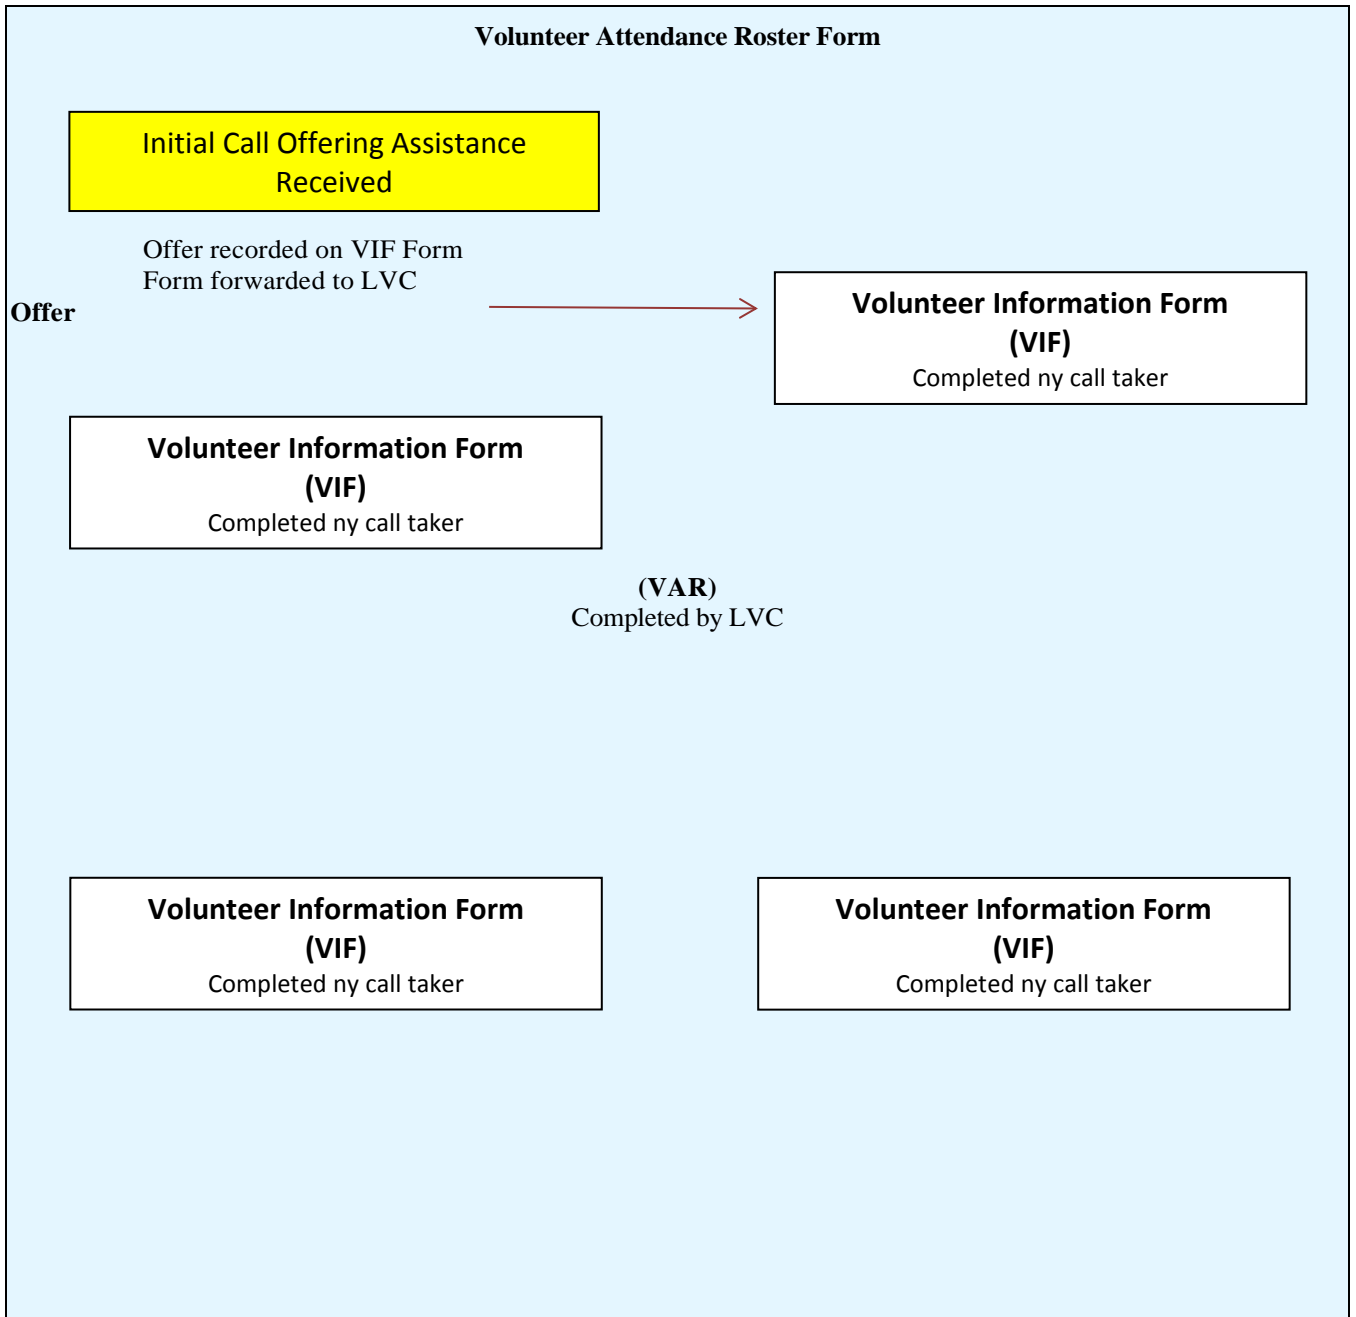 Volunteer Attendance Roster Form
Initial Call Offering Assistance
Received
Offer recorded on VIF Form
Form forwarded to LVC
Offer
Volunteer Information Form
(VIF)
Completed ny call taker
Volunteer Information Form
(VIF)
Completed ny call taker
(VAR)
Completed by LVC
Volunteer Information Form
(VIF)
Completed ny call taker
Volunteer Information Form
(VIF)
Completed ny call taker